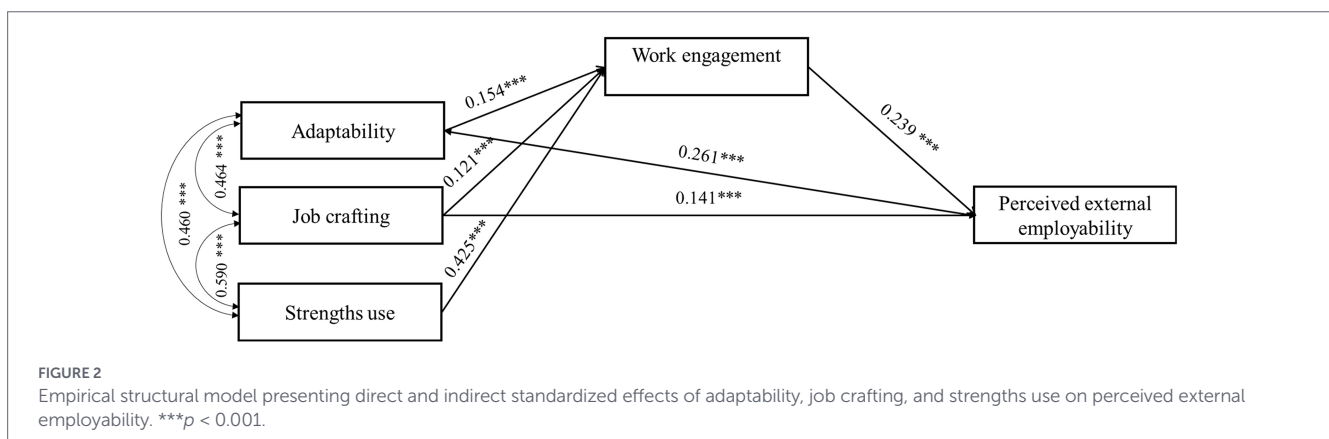 Work engagement
0.154***
Adaptability
0.239 ***
0.464 ***
0.121***
0.261***
0.460 ***
Job crafting
0.141***
Perceived external
employability
0.590 ***
0.425***
Strengths use
FIGURE 2
Empirical structural model presenting direct and indirect standardized effects of adaptability, job crafting, and strengths use on perceived external
employability. ***p < 0.001.